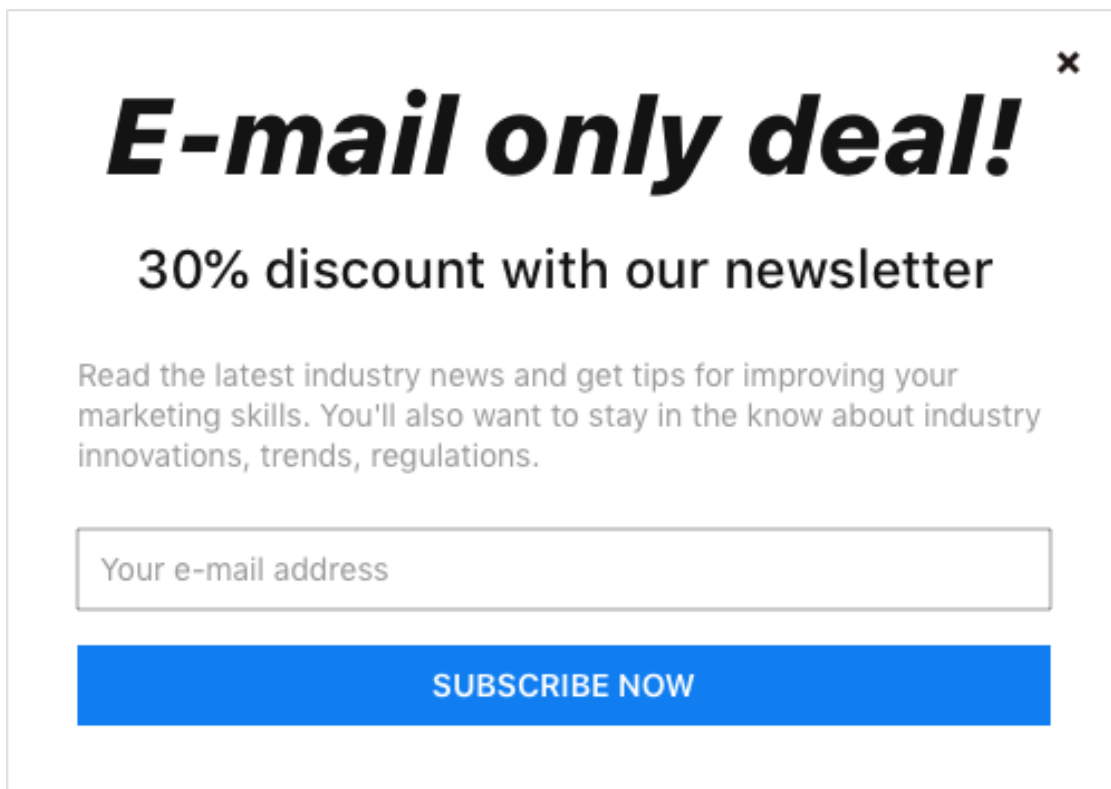 E-mail only deal!
30% discount with our newsletter
Read the latest industry news and get tips for improving your
marketing skills. You'll also want to stay in the know about industry
innovations, trends, regulations.
Your e-mail address
SUBSCRIBE NOW